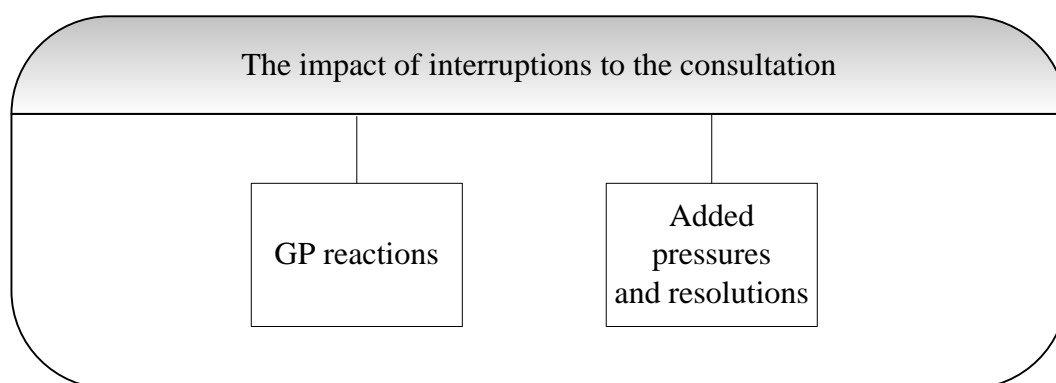 The impact of interruptions to the consultation
GP reactions
Added
pressures
and resolutions